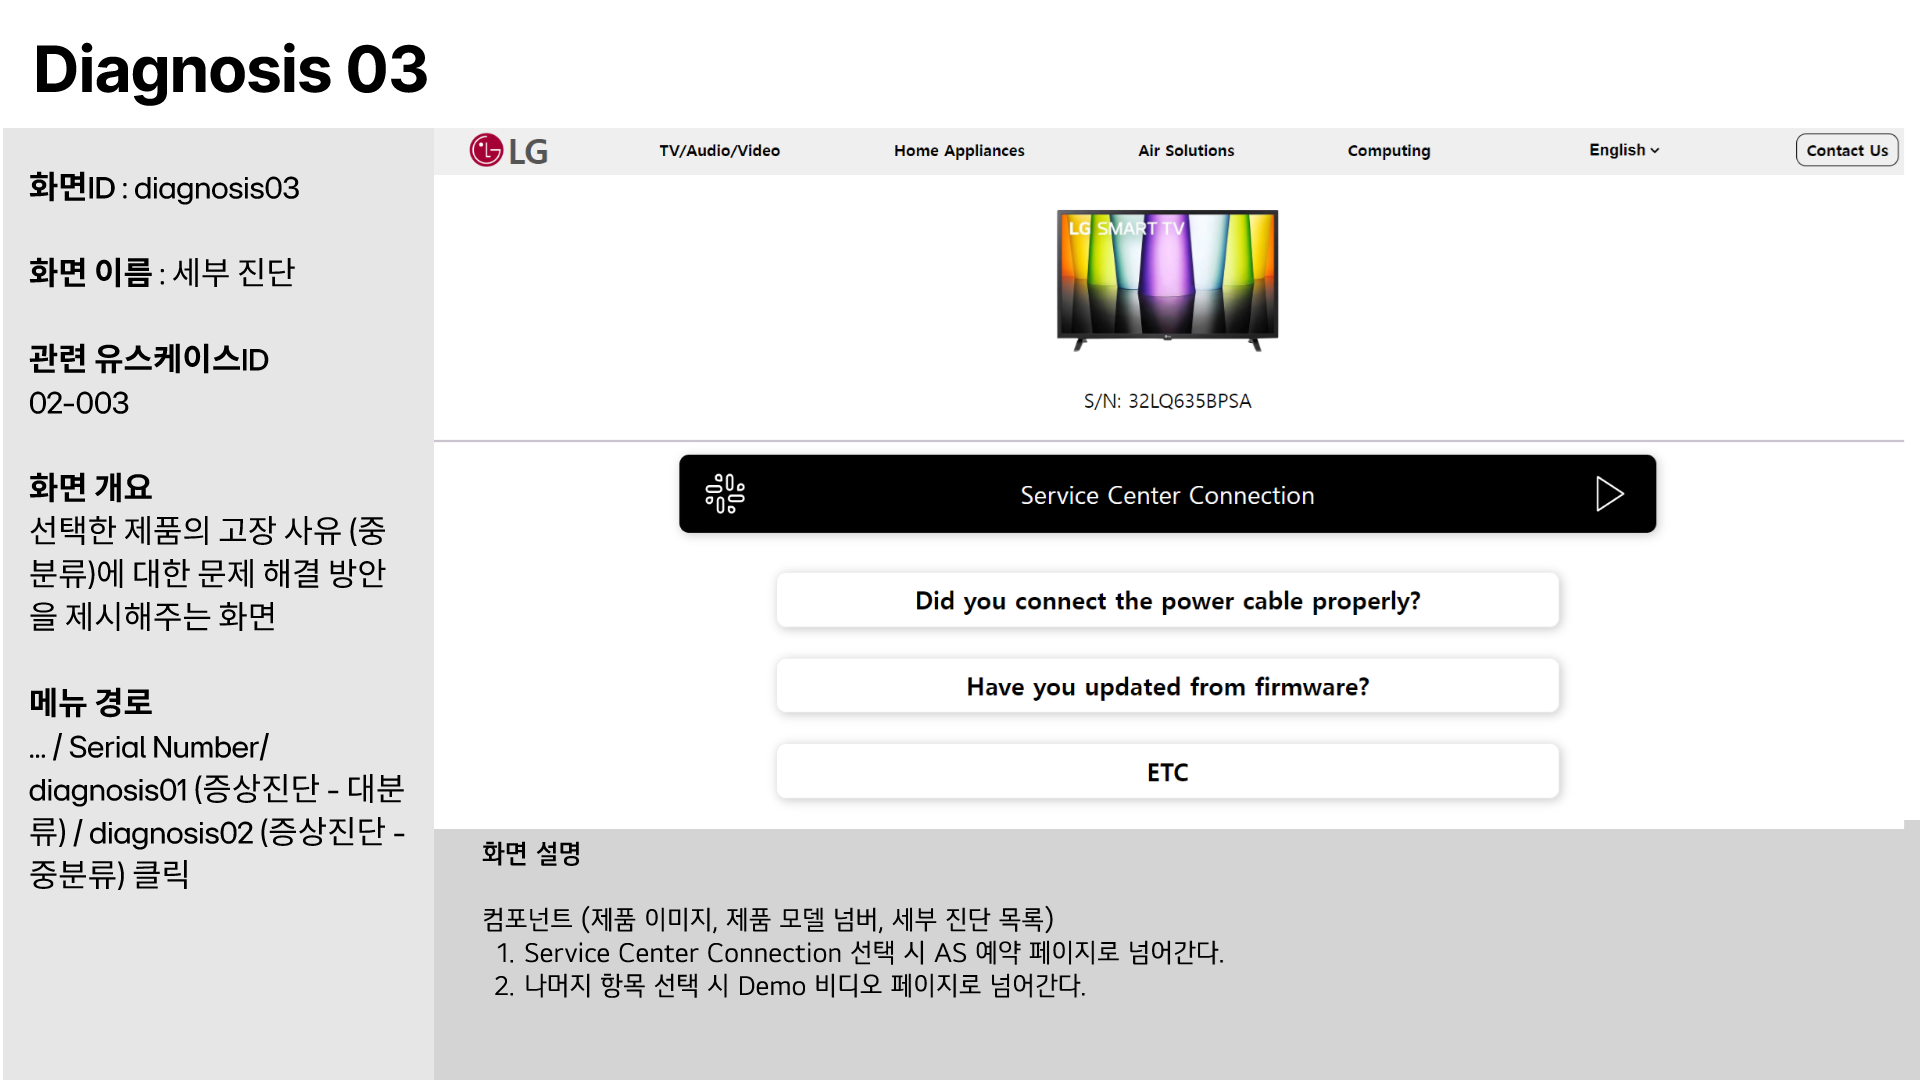 Diagnosis 03
화면ID : diagnosis03
화면 이름 : 세부 진단
관련 유스케이스ID
02-003
화면 개요
선택한 제품의 고장 사유 (중
분류)에 대한 문제 해결 방안
을 제시해주는 화면
메뉴 경로
... / Serial Number/
diagnosis01 (증상진단 - 대분
류) / diagnosis02 (증상진단 -
중분류) 클릭
LG
TV/Audio/Video
Home Appliances
Air Solutions
Computing
English
Contact Us
LG SMART TV
S/N: 32LQ635BPSA
Service Center Connection
Did you connect the power cable properly?
Have you updated from firmware?
ETC
화면 설명
컴포넌트 (제품 이미지, 제품 모델 넘버, 세부 진단 목록)
1. Service Center Connection 선택 시 AS 예약 페이지로 넘어간다.
2. 나머지 항목 선택 시 Demo 비디오 페이지로 넘어간다.